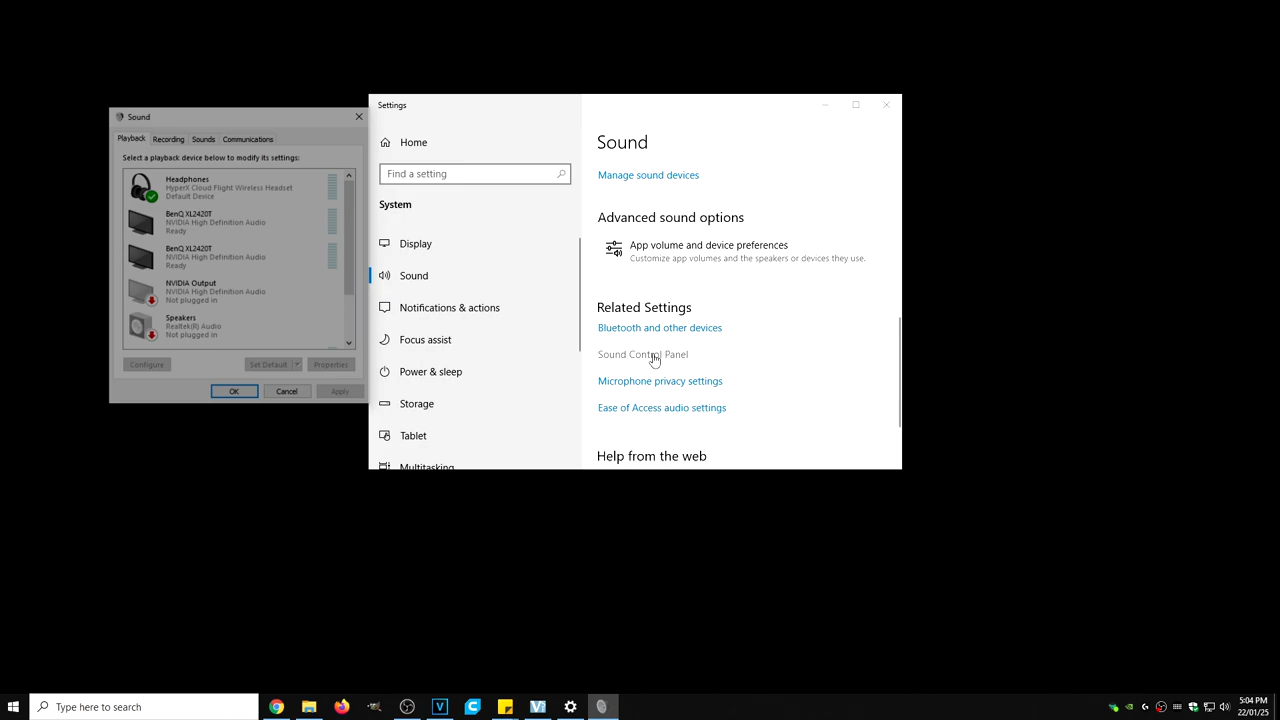 Sound
Playback
Recording
Sounds
Communications
Select a playback device below to modify its settings:
Headphones
HyperX Cloud Flight Wireless Headset
Default Device
BenQ XL2420T
NVIDIA High Definition Audio
Ready
BenQ XL2420T
NVIDIA High Definition Audio
Ready
NVIDIA Output
NVIDIA High Definition Audio
Not plugged in
Speakers
Realtek(R) Audio
Not plugged in
Configure
Set Default
Properties
OK
Cancel
Apply
Settings
Home
Find a setting
System
Display
Sound
Notifications & actions
Focus assist
Power & sleep
Storage
Tablet
Multitasking
Sound
Manage sound devices
Advanced sound options
App volume and device preferences
Customize app volumes and the speakers or devices they use.
Related Settings
Bluetooth and other devices
Sound Control Panel
Microphone privacy settings
Ease of Access audio settings
Help from the web
Type here to search
5:04 PM
22/01/25